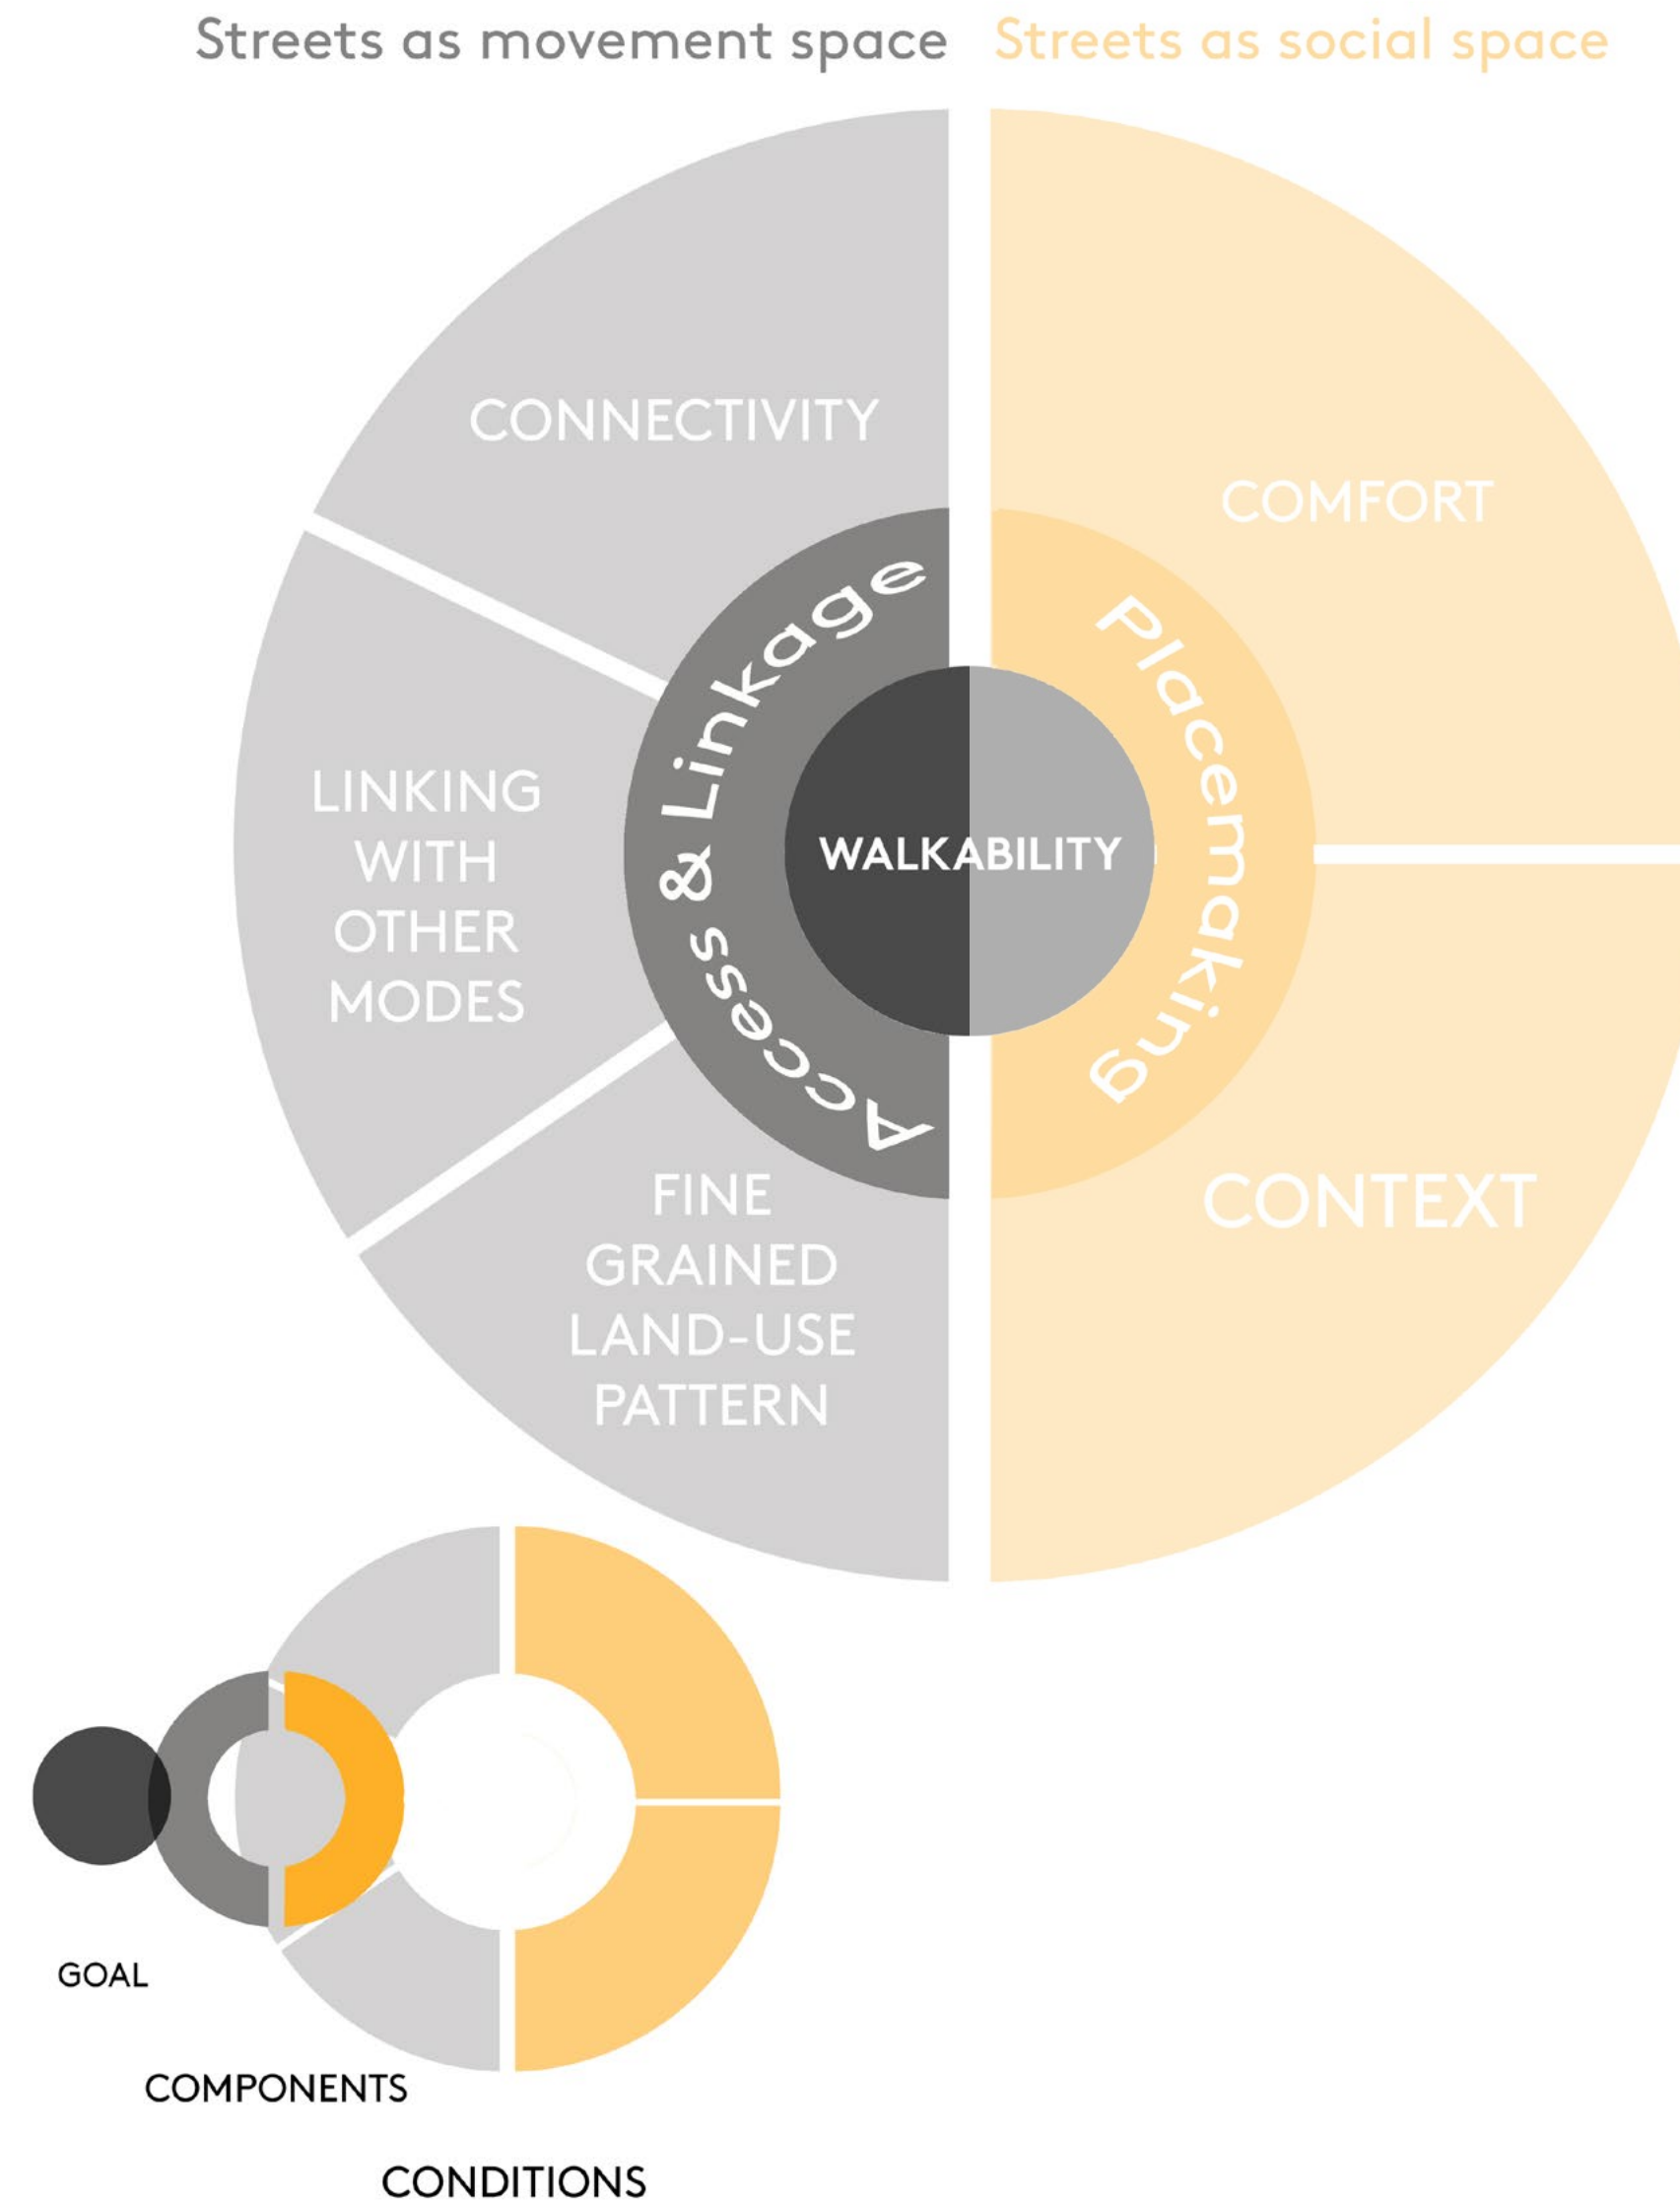 Streets as movement space
Streets as social space
CONNECTIVITY
COMFORT
LINKING
WITH
OTHER
MODES
Access & Linkage
WALKABILITY
Placemaking
FINE
GRAINED
LAND-USE
PATTERN
CONTEXT
GOAL
COMPONENTS
CONDITIONS